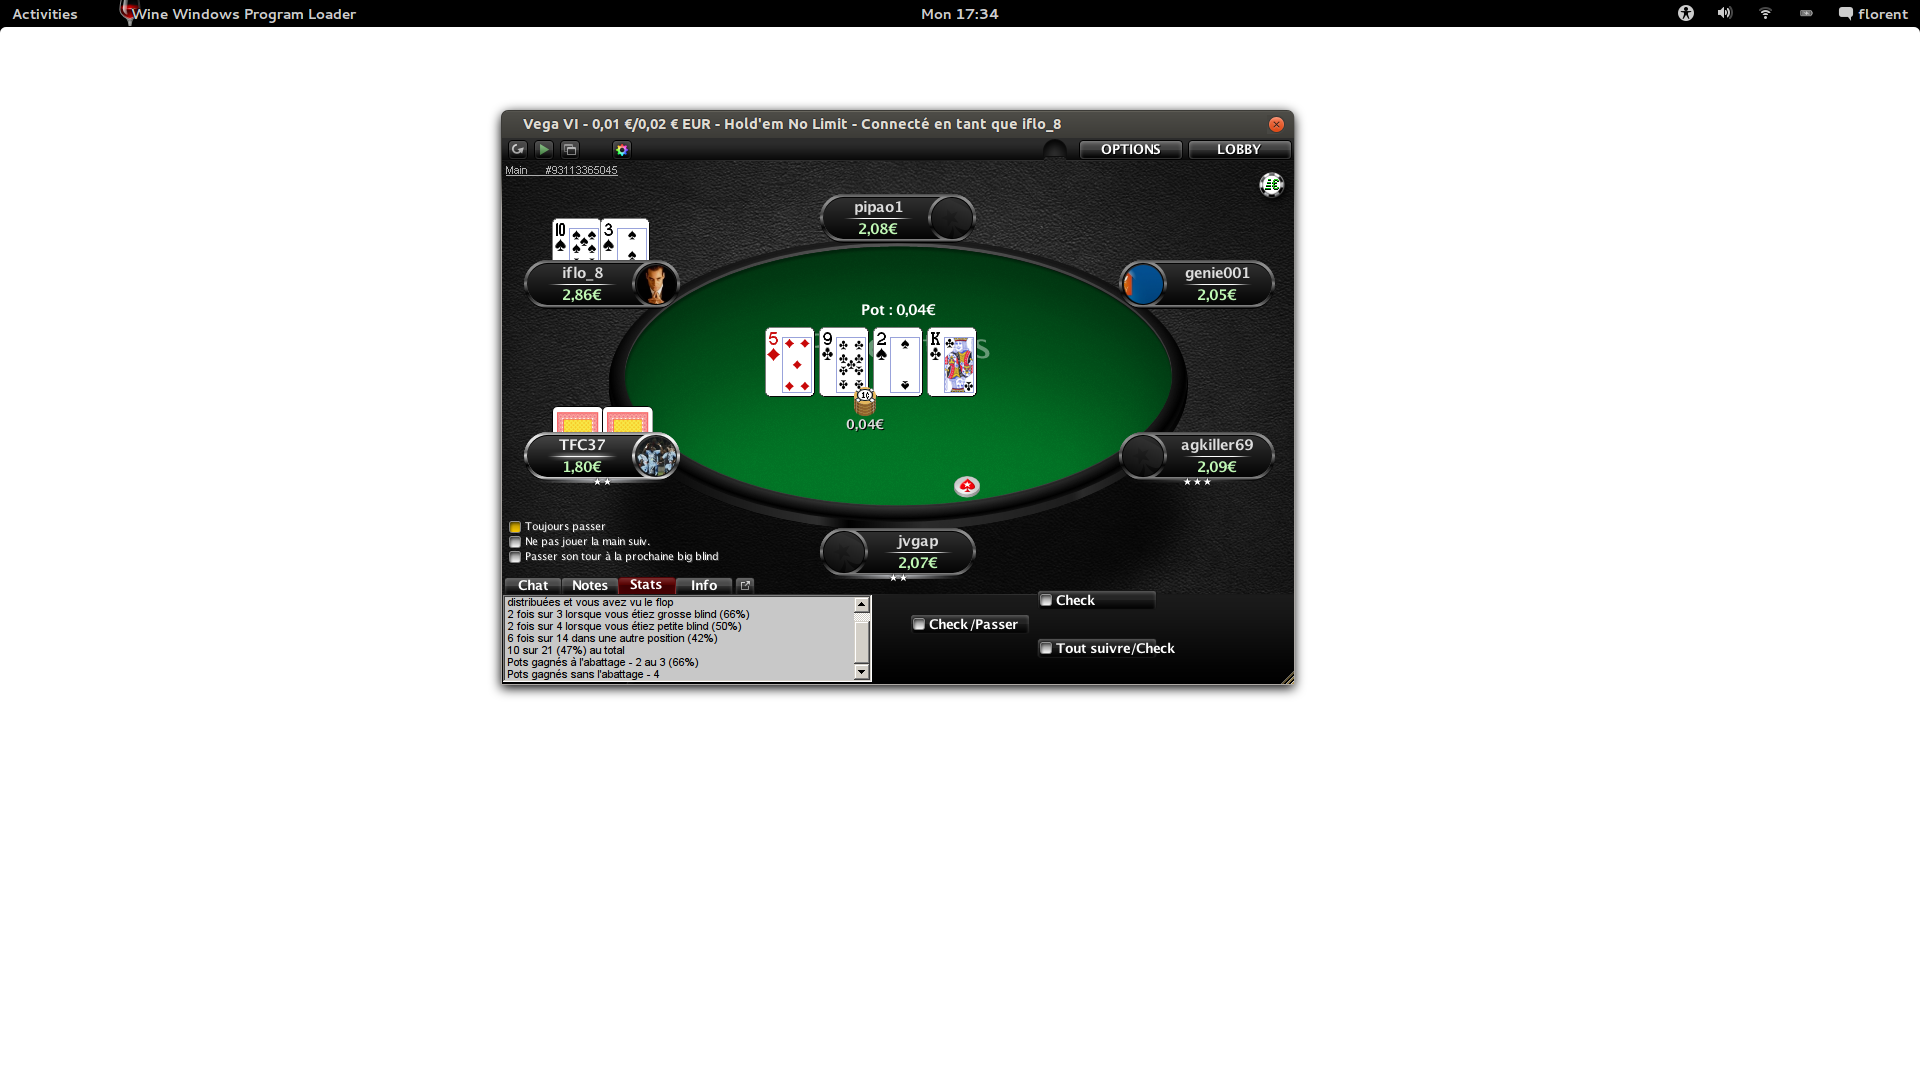 Activities
Wine Windows Program Loader
Mon 17:34
florent
Vega VI - 0,01 €/0,02 € EUR - Hold'em No Limit - Connecté en tant que iflo_8
OPTIONS
LOBBY
Main #93113365045
pipao1
2,08€
10
3
iflo_8
2,86€
genie001
2,05€
Pot : 0,04€
5
9
2
K
S
1¢
0,04€
TFC37
1,80€
agkiller69
2,09€
Toujours passer
Ne pas jouer la main suiv.
Passer son tour à la prochaine big blind
jvgap
2,07€
Chat
Notes
Stats
Info
distribuées et vous avez vu le flop
2 fois sur 3 lorsque vous étiez grosse blind (66%)
2 fois sur 4 lorsque vous étiez petite blind (50%)
6 fois sur 14 dans une autre position (42%)
10 sur 21 (47%) au total
Pots gagnés à l'abattage - 2 au 3 (66%)
Pots gagnés sans l'abattage - 4
Check
Check/Passer
Tout suivre/Check